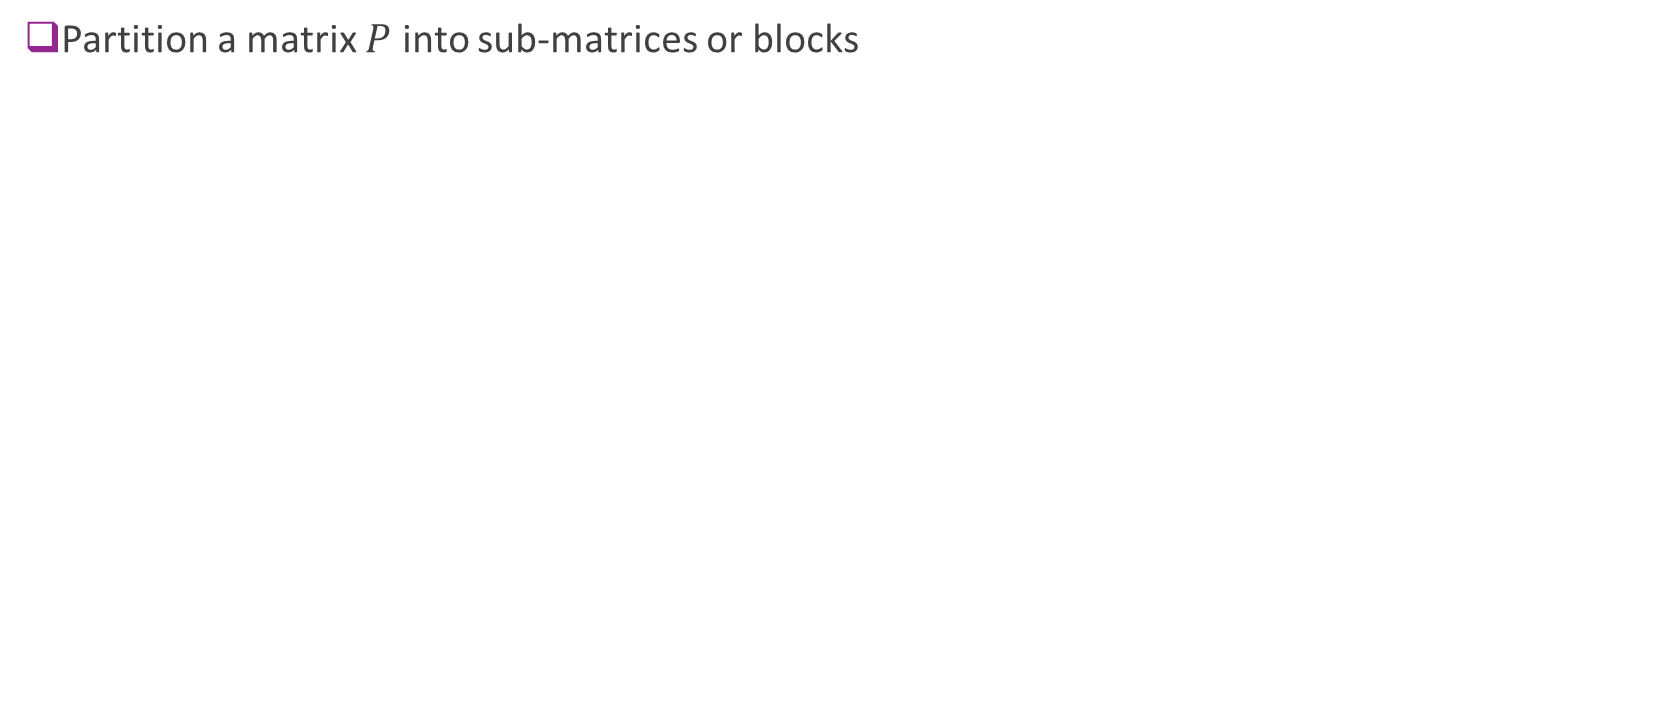 ❑Partition a matrix P into sub-matrices or blocks